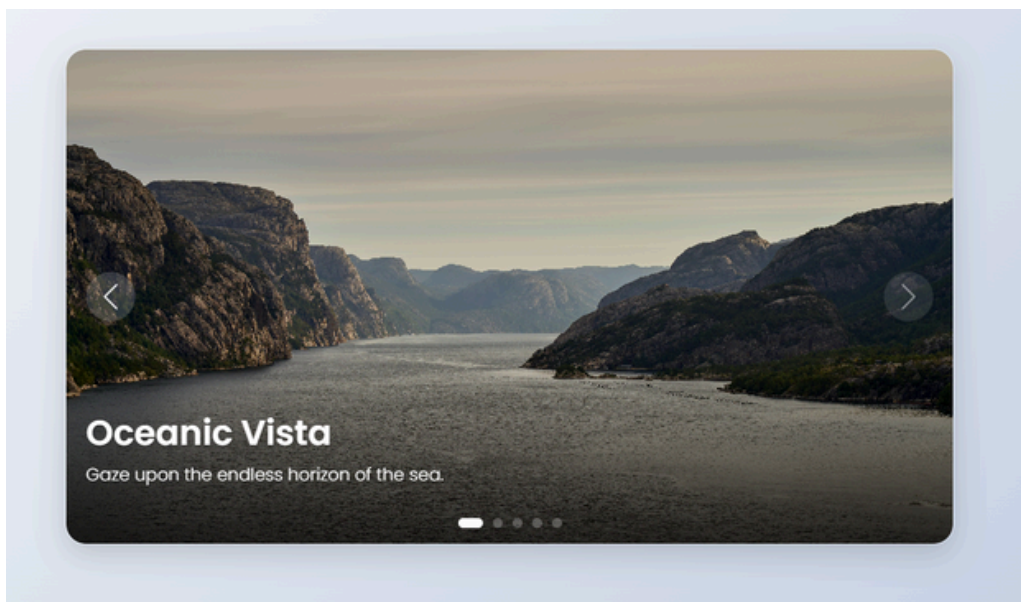 Oceanic Vista
Gaze upon the endless horizon of the sea.